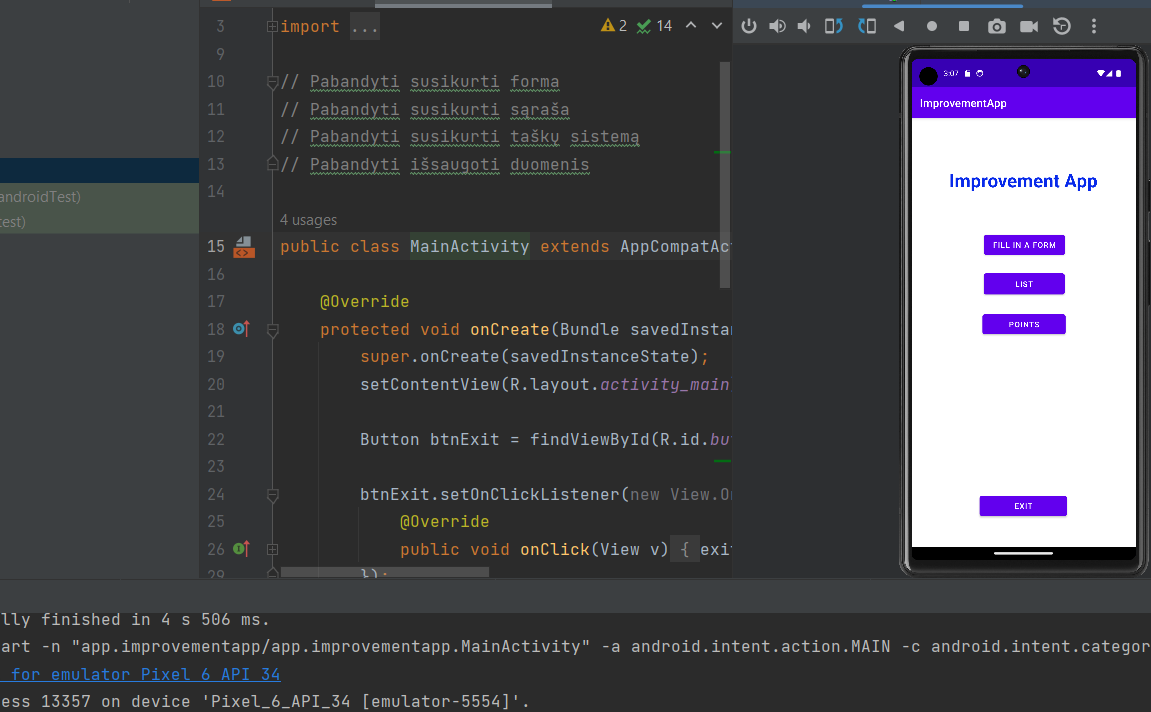 3 import ...
2 14
9
10 // Pabandyti susikurti forma
11 // Pabandyti susikurti sąraša
12 // Pabandyti susikurti taškų sistemą
13 // Pabandyti išsaugoti duomenis
14
4 usages
15 public class MainActivity extends AppCompatAc
16
17 @Override
18 protected void onCreate(Bundle savedInstan
19 super.onCreate(savedInstanceState);
20 setContentView(R.layout.activity_main
21
22 Button btnExit = findViewById(R.id.bu
23
24 btnExit.setOnClickListener(new View.O
25 @Override
26 public void onClick(View v) { exi
29 });
androidTest)
test)
3:07
ImprovementApp
Improvement App
FILL IN A FORM
LIST
POINTS
EXIT
lly finished in 4 s 506 ms.
art -n "app.improvementapp/app.improvementapp.MainActivity" -a android.intent.action.MAIN -c android.intent.categor
for emulator Pixel 6 API 34
ess 13357 on device 'Pixel_6_API_34 [emulator-5554]'.